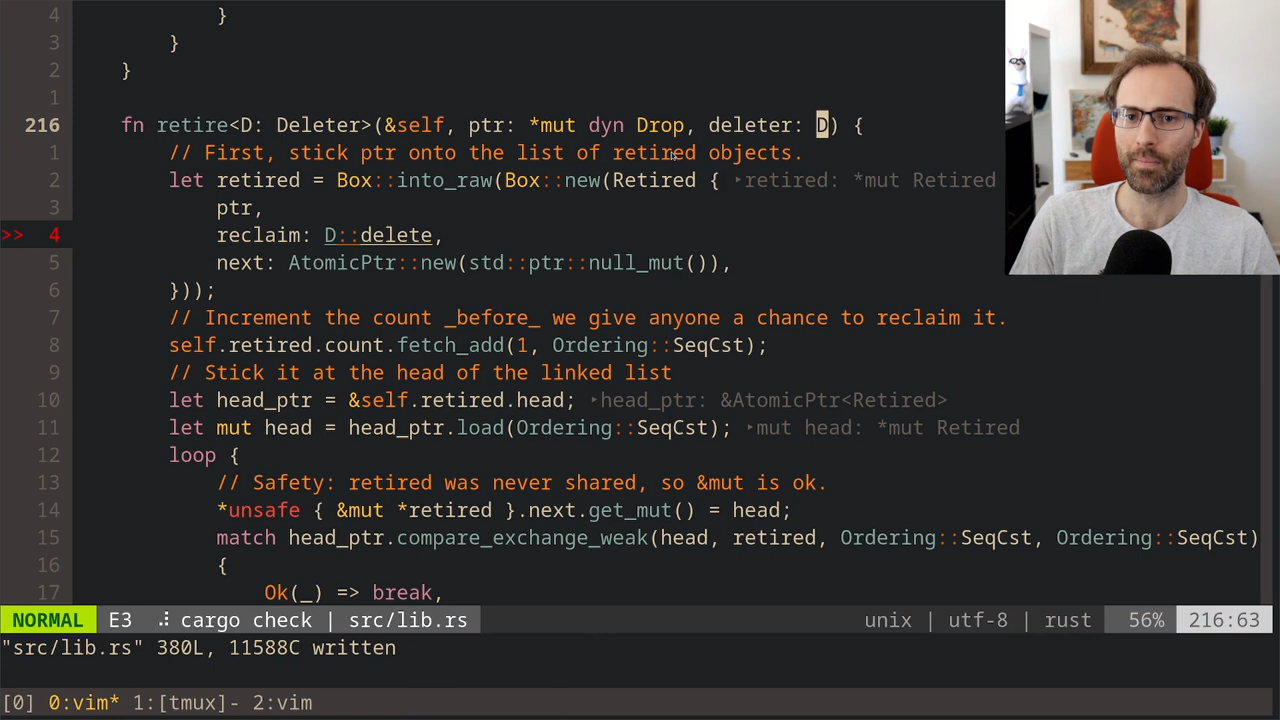 4             }
3         }
2     }
1
216     fn retire<D: Deleter>(&self, ptr: *mut dyn Drop, deleter: D) {
1         // First, stick ptr onto the list of retired objects.
2         let retired = Box::into_raw(Box::new(Retired { ▸retired: *mut Retired
3             ptr,
>> 4             reclaim: D::delete,
5             next: AtomicPtr::new(std::ptr::null_mut()),
6         }));
7         // Increment the count _before_ we give anyone a chance to reclaim it.
8         self.retired.count.fetch_add(1, Ordering::SeqCst);
9         // Stick it at the head of the linked list
10         let head_ptr = &self.retired.head; ▸head_ptr: &AtomicPtr<Retired>
11         let mut head = head_ptr.load(Ordering::SeqCst); ▸mut head: *mut Retired
12         loop {
13             // Safety: retired was never shared, so &mut is ok.
14             *unsafe { &mut *retired }.next.get_mut() = head;
15             match head_ptr.compare_exchange_weak(head, retired, Ordering::SeqCst, Ordering::SeqCst)
16             {
17                 Ok(_) => break,
NORMAL E3 ⠼ cargo check | src/lib.rs unix | utf-8 | rust 56% 216:63
"src/lib.rs" 380L, 11588C written
[0] 0:vim* 1:[tmux]- 2:vim